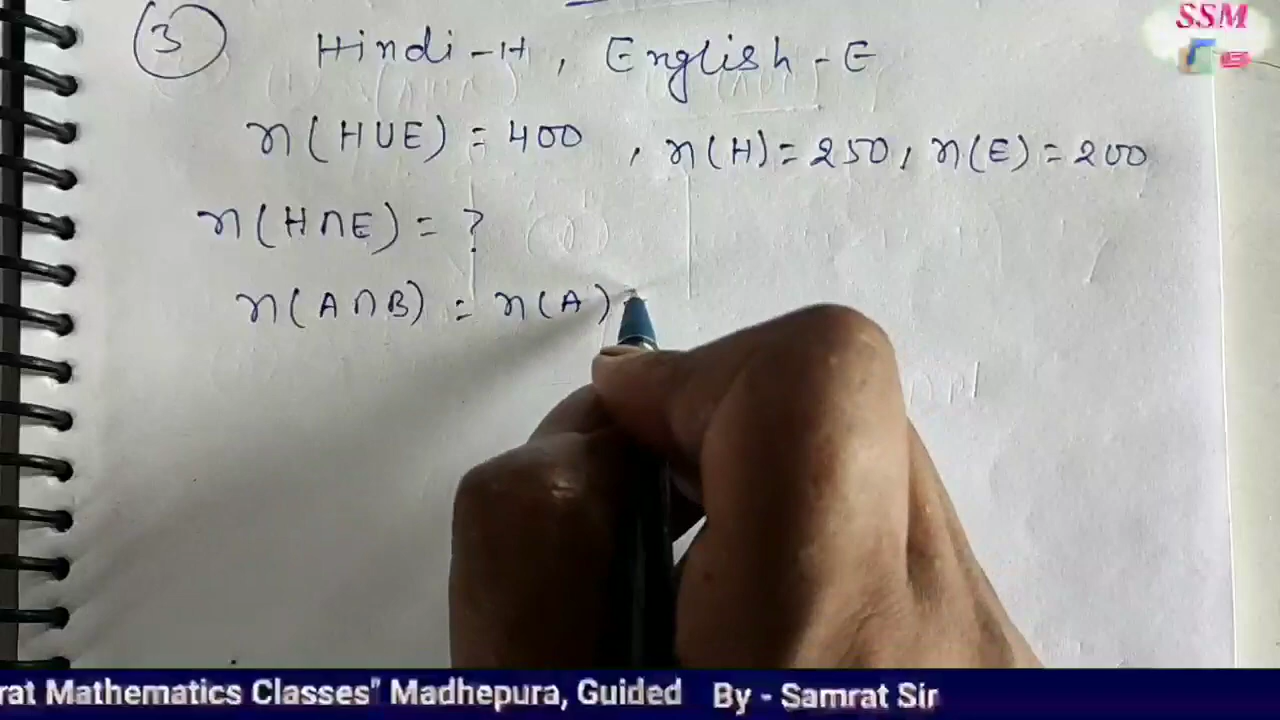 SSM
(3) Hindi - H, English - E
n(H∪E) = 400, n(H) = 250, n(E) = 200
n(H∩E) = ?
n(A∩B) = n(A)
rat Mathematics Classes" Madhepura, Guided By - Samrat Sir